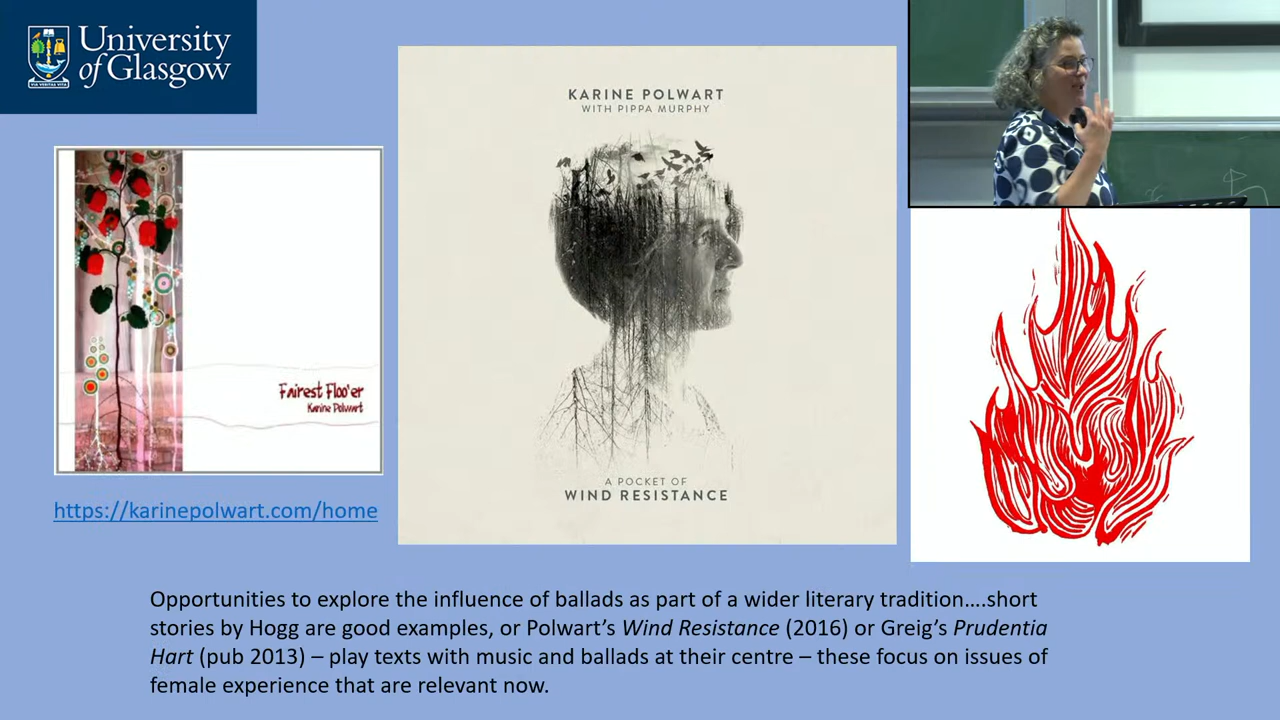 University
of Glasgow
VIA VERITAS VITA
KARINE POLWART
WITH PIPPA MURPHY
Fairest Floo'er
Karine Polwart
A POCKET OF
WIND RESISTANCE
https://karinepolwart.com/home
Opportunities to explore the influence of ballads as part of a wider literary tradition….short
stories by Hogg are good examples, or Polwart’s Wind Resistance (2016) or Greig’s Prudentia
Hart (pub 2013) – play texts with music and ballads at their centre – these focus on issues of
female experience that are relevant now.